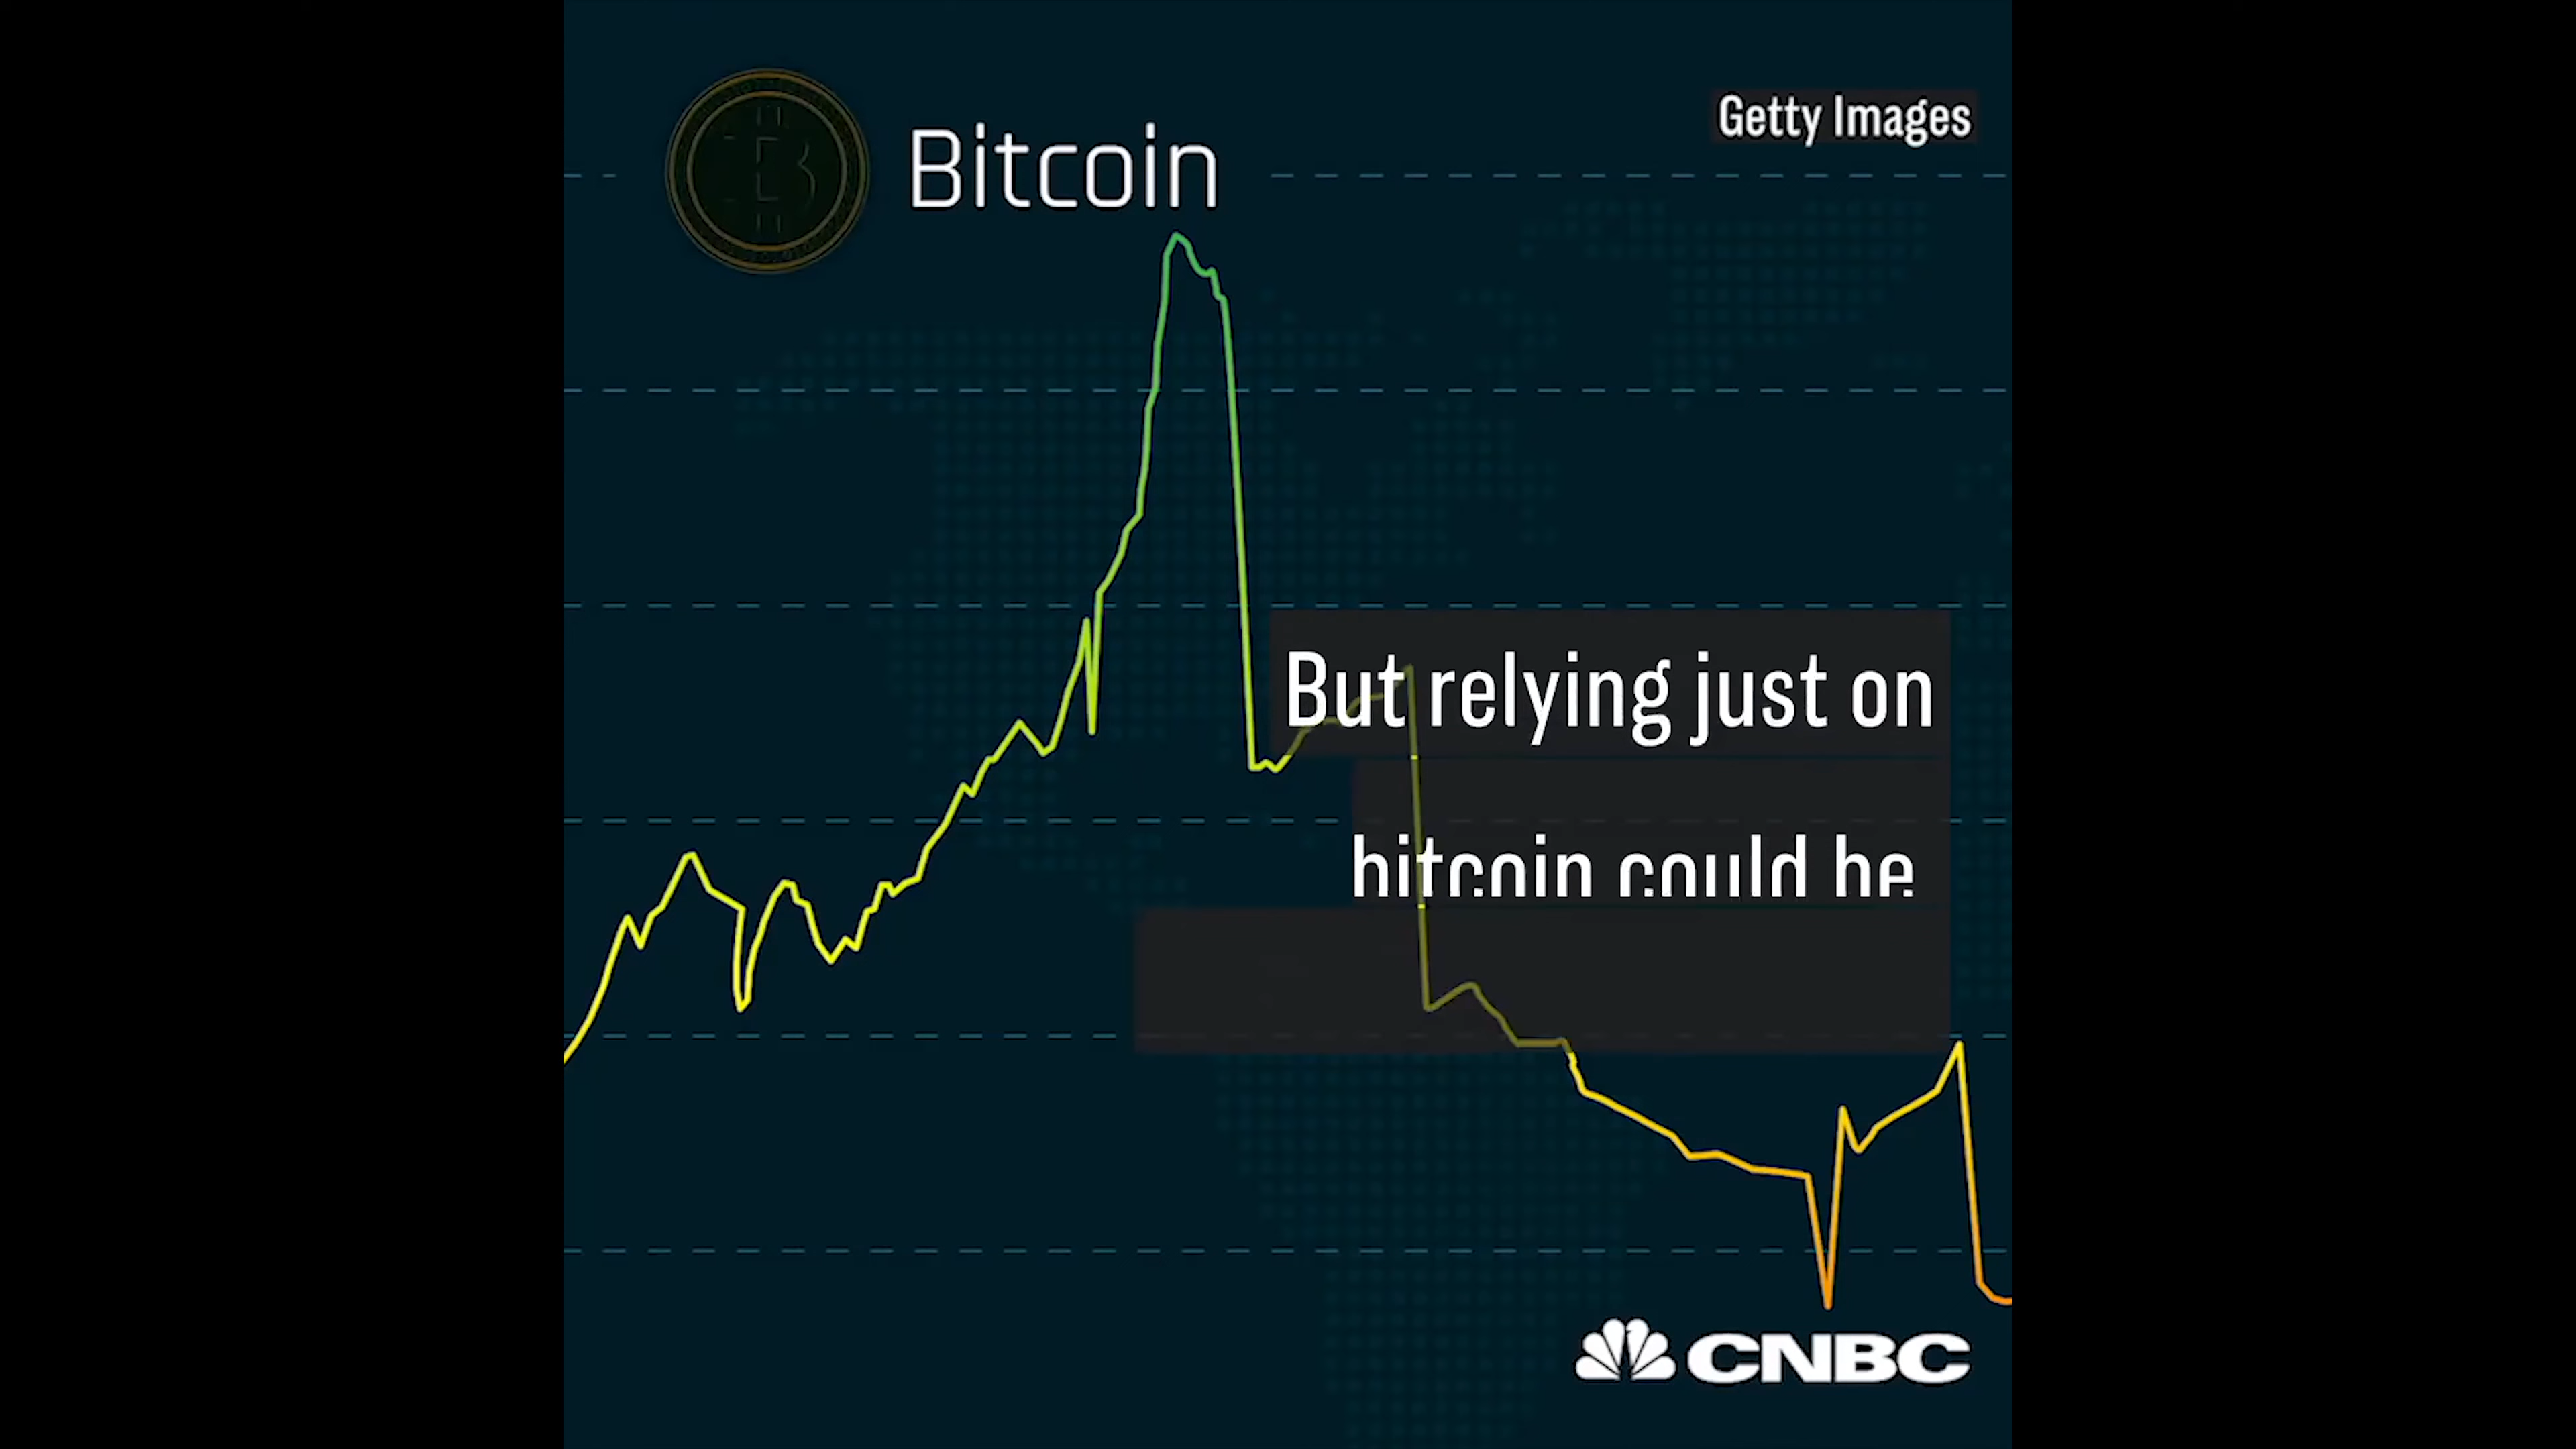 Bitcoin
Getty Images
But relying just on
bitcoin could be
CNBC